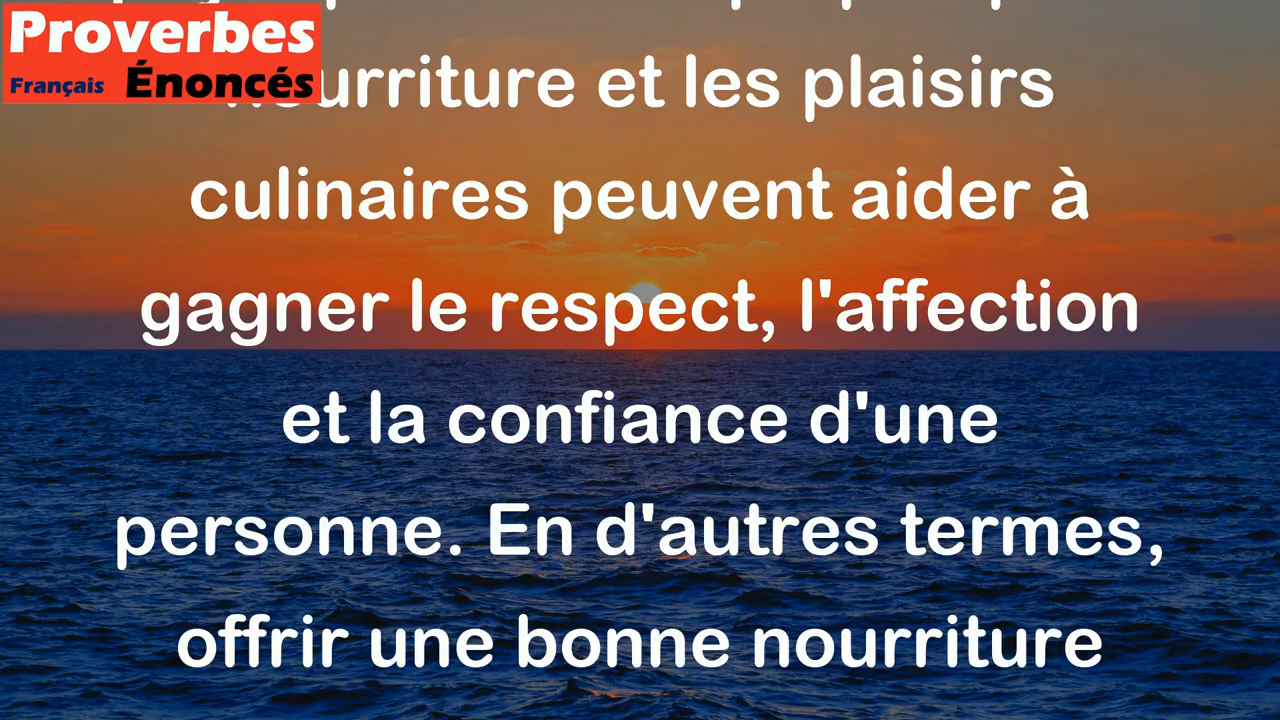 Proverbes
Français Énoncés
nourriture et les plaisirs
culinaires peuvent aider à
gagner le respect, l'affection
et la confiance d'une
personne. En d'autres termes,
offrir une bonne nourriture